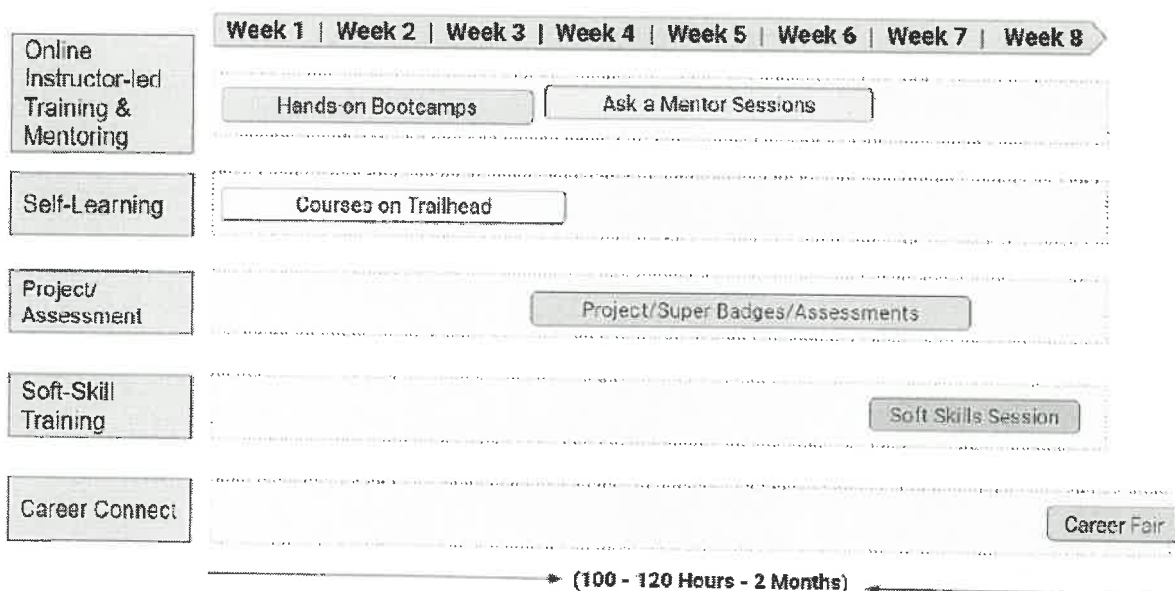 Week 1 | Week 2 | Week 3 | Week 4 | Week 5 | Week 6 | Week 7 | Week 8
Online
Instructor-led
Training &
Mentoring
Hands-on Bootcamps
Ask a Mentor Sessions
Self-Learning
Courses on Trailhead
Project/
Assessment
Project/Super Badges/Assessments
Soft-Skill
Training
Soft Skills Session
Career Connect
Career Fair
(100 - 120 Hours - 2 Months)